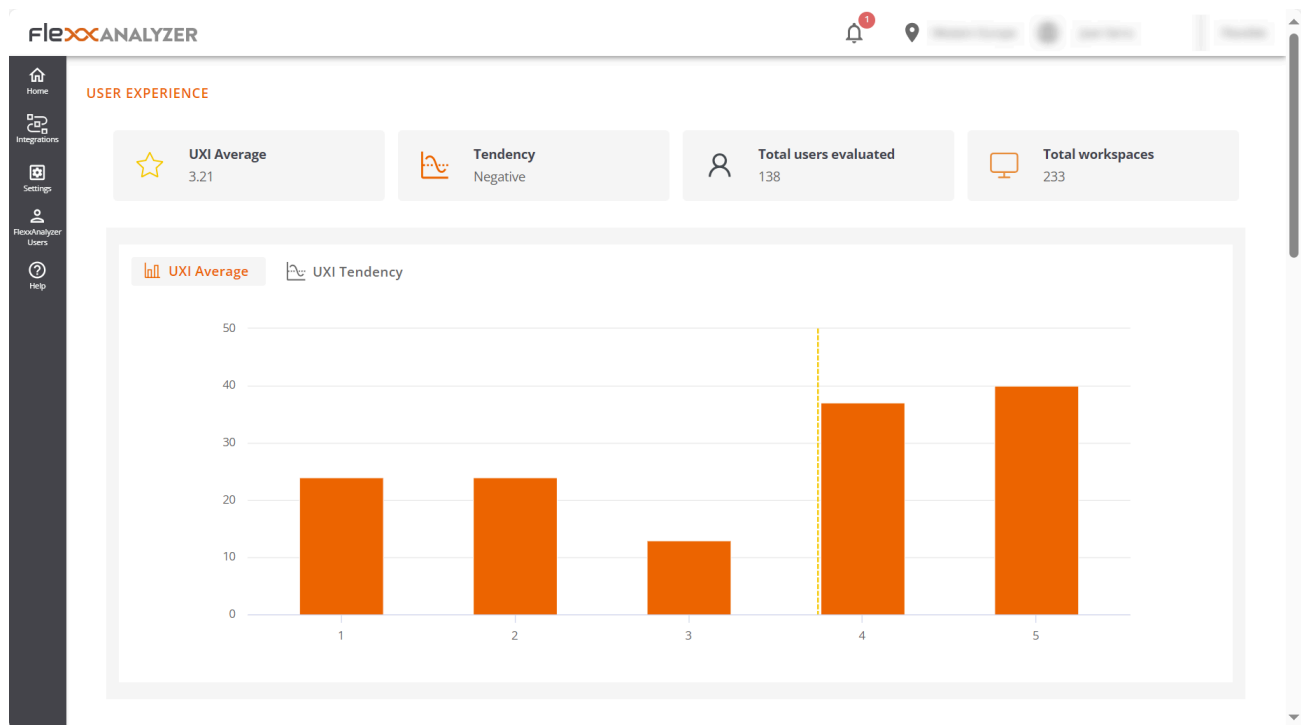 FlexxANALYZER
1
Home
Integrations
Settings
FlexxAnalyzer
Users
Help
USER EXPERIENCE
UXI Average
3.21
Tendency
Negative
Total users evaluated
138
Total workspaces
233
UXI Average
UXI Tendency
50
40
30
20
10
0
1 2 3 4 5